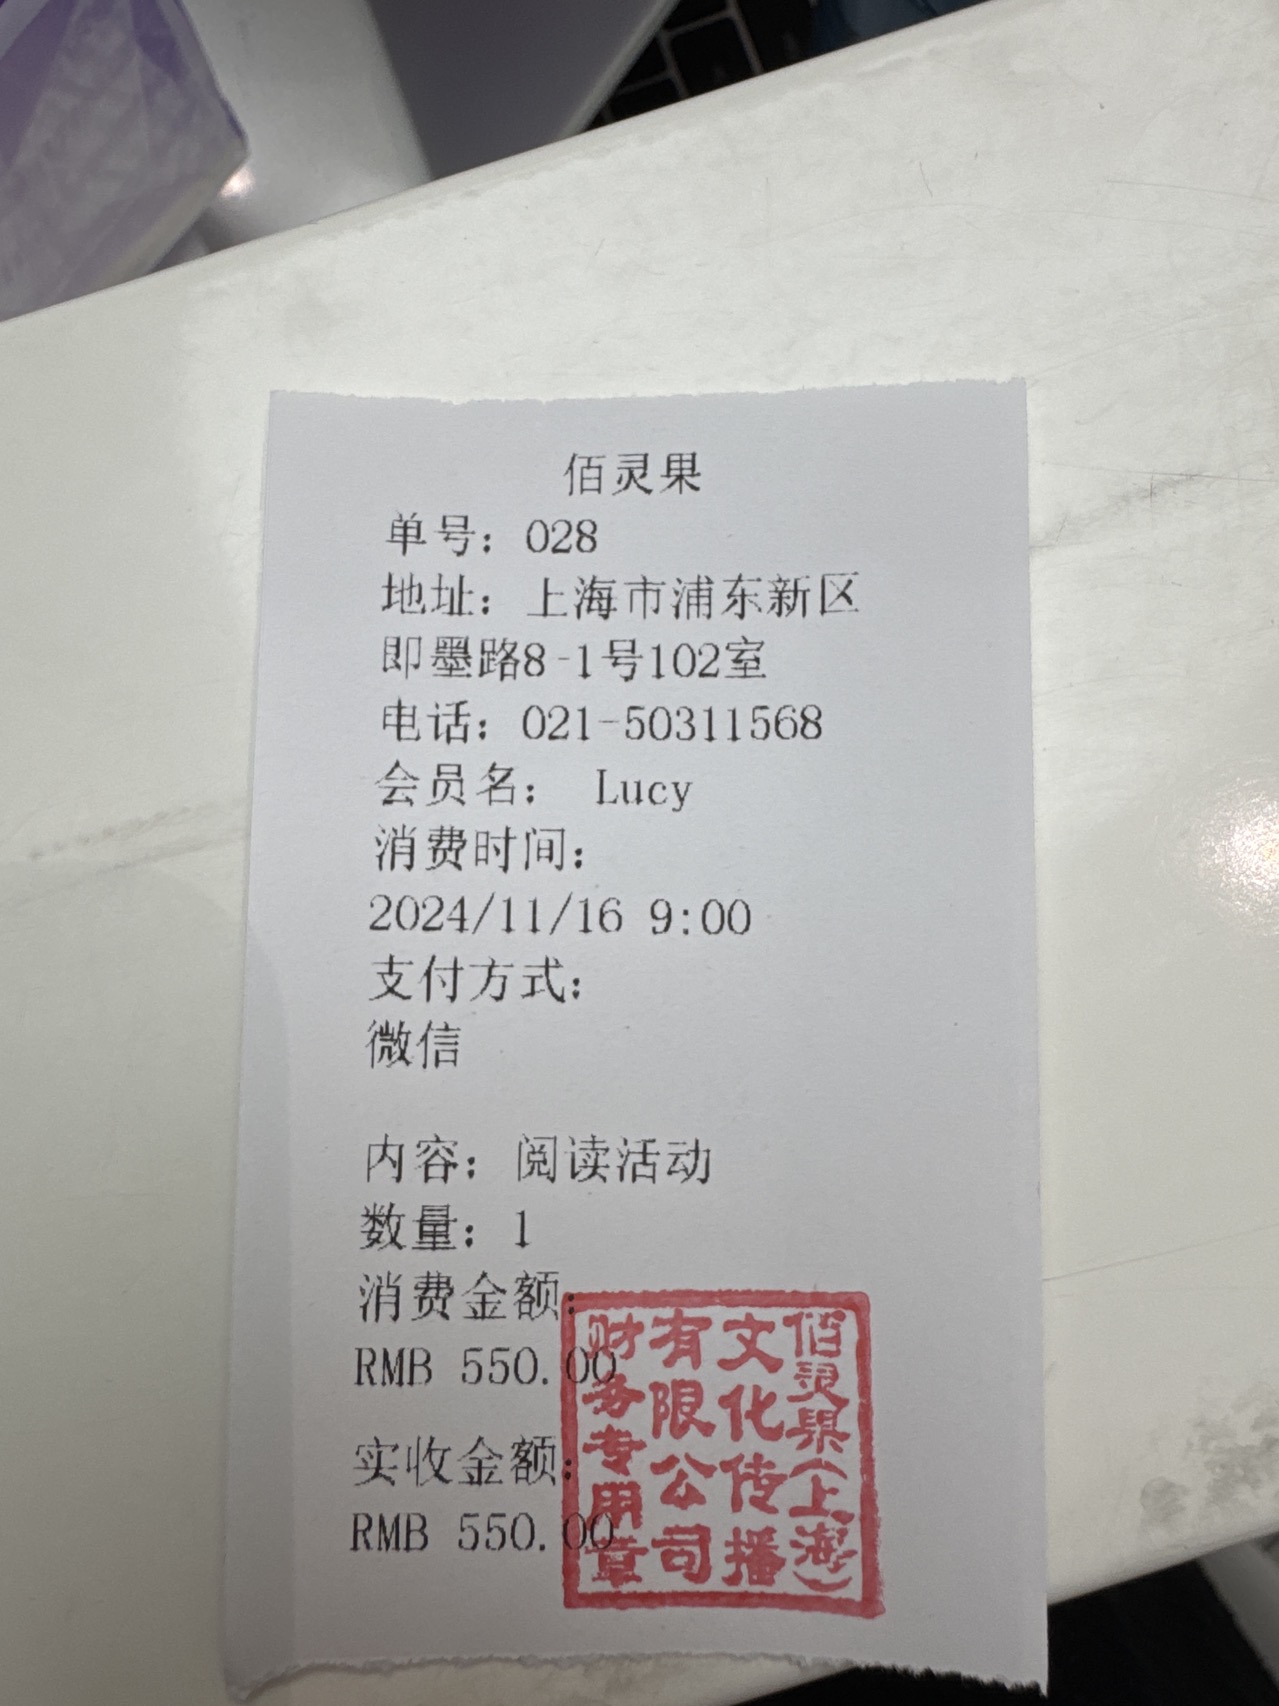 佰灵果
单号：028
地址：上海市浦东新区
即墨路8-1号102室
电话：021-50311568
会员名： Lucy
消费时间：
2024/11/16 9:00
支付方式：
微信
内容：阅读活动
数量：1
消费金额：
RMB 550.00
实收金额：
RMB 550.00
佰灵果（上海）
文化传播
有限公司
财务专用章